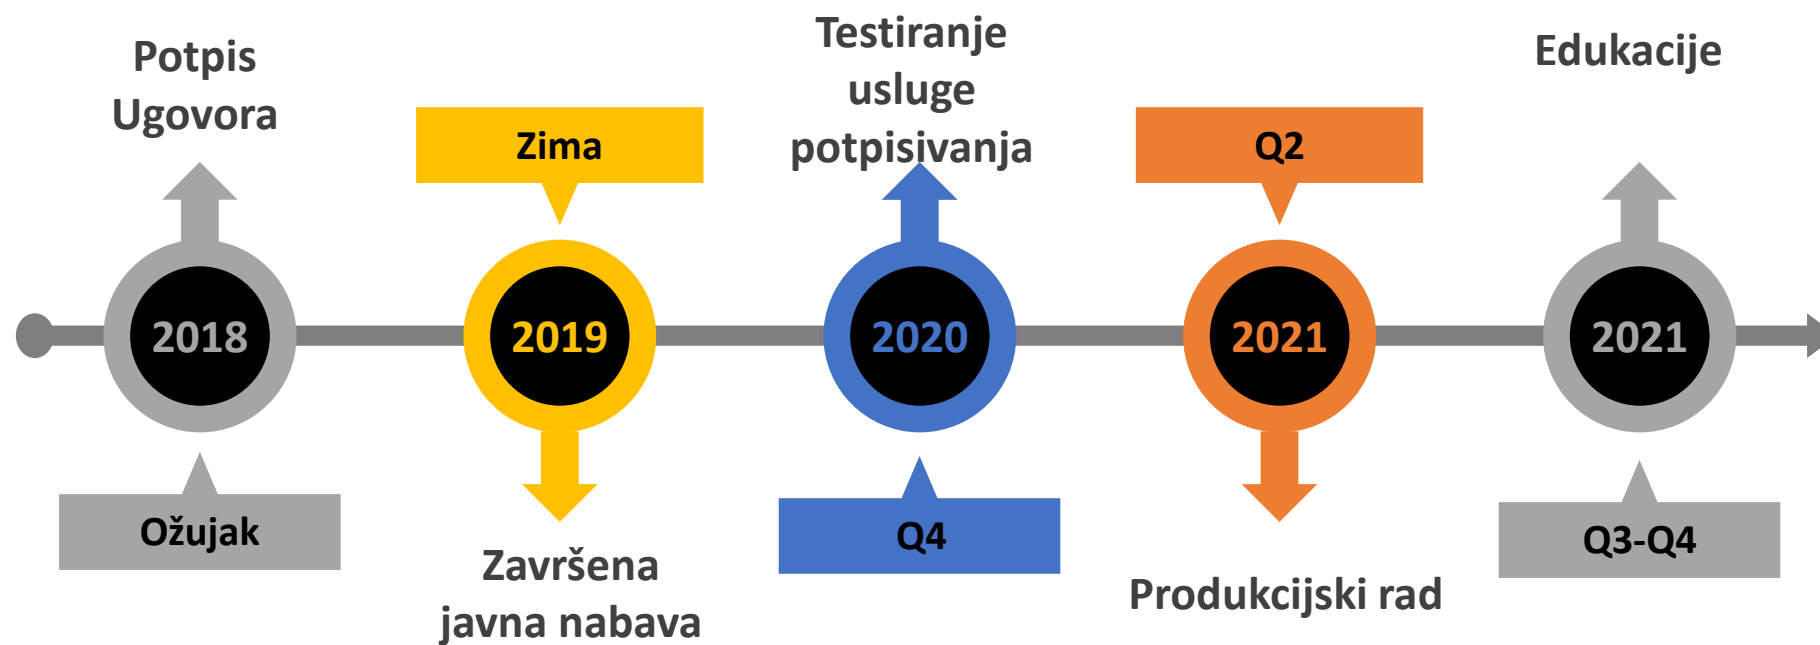 Potpis
Ugovora
2018
Ožujak
Zima
2019
Završena
javna nabava
Testiranje
usluge
potpisivanja
2020
Q4
Q2
2021
Produkcijski rad
Edukacije
2021
Q3-Q4